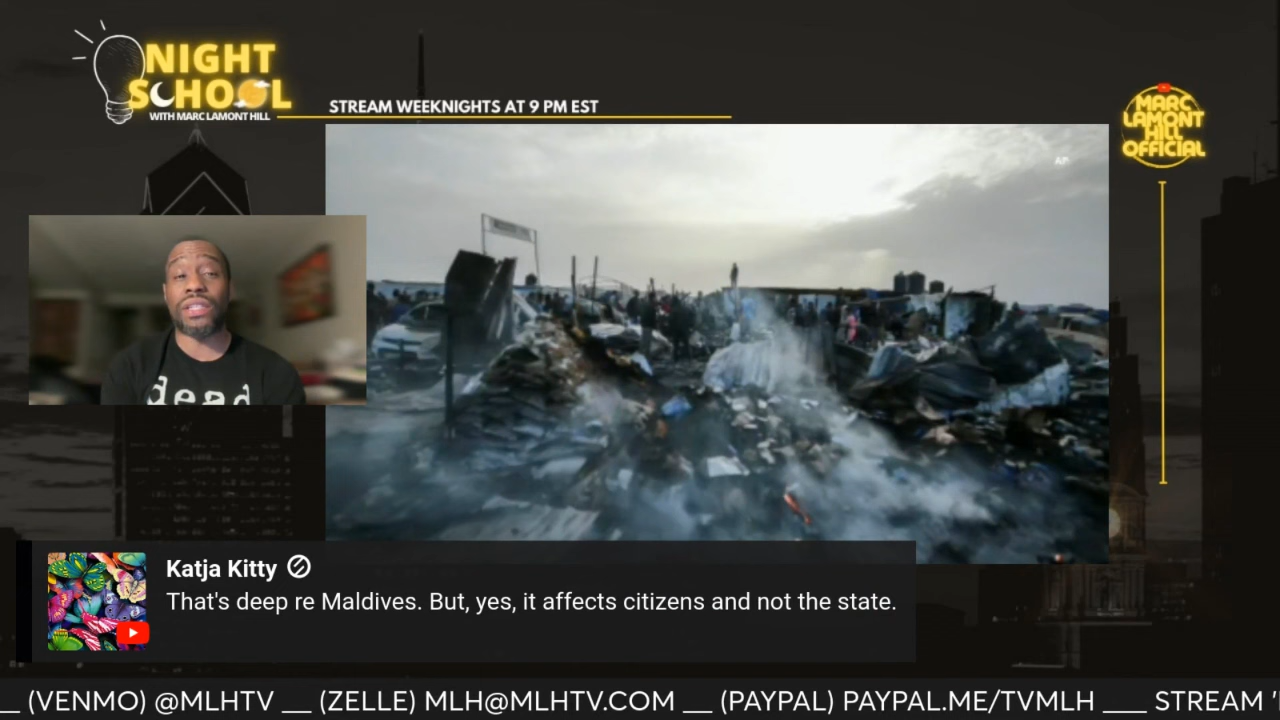 NIGHT
SCHOOL
WITH MARC LAMONT HILL
STREAM WEEKNIGHTS AT 9 PM EST
MARC
LAMONT
HILL
OFFICIAL
AP
dead
Katja Kitty
That's deep re Maldives. But, yes, it affects citizens and not the state.
__ (VENMO) @MLHTV __ (ZELLE) MLH@MLHTV.COM __ (PAYPAL) PAYPAL.ME/TVMLH ___ STREAM "